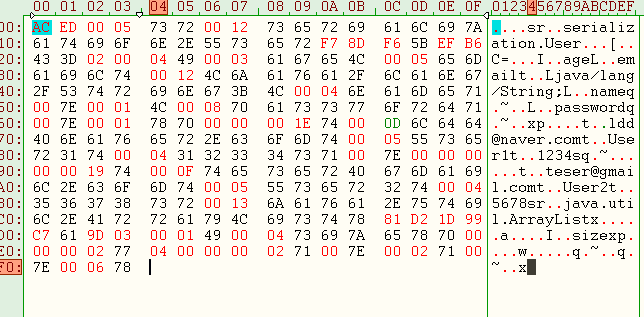 00 01 02 03 04 05 06 07 08 09 0A 0B 0C 0D 0E 0F 0123456789ABCDEF
00: AC ED 00 05 73 72 00 12 73 65 72 69 61 6C 69 7A ....sr..serializ
10: 61 74 69 6F 6E 2E 55 73 65 72 F7 8D F6 5B EF B6 ation.User...[..
20: 43 3D 02 00 04 49 00 03 61 67 65 4C 00 05 65 6D C=...I..ageL..em
30: 61 69 6C 74 00 12 4C 6A 61 76 61 2F 6C 61 6E 67 ailt..Ljava/lang
40: 2F 53 74 72 69 6E 67 3B 4C 00 04 6E 61 6D 65 71 /String;L..nameq
50: 00 7E 00 01 4C 00 08 70 61 73 73 77 6F 72 64 71 .~..L..passwordq
60: 00 7E 00 01 78 70 00 00 00 1E 74 00 0D 6C 64 64 .~..xp....t..ldd
70: 40 6E 61 76 65 72 2E 63 6F 6D 74 00 05 55 73 65 @naver.comt..Use
80: 72 31 74 00 04 31 32 33 34 73 71 00 7E 00 00 00 r1t..1234sq.~...
90: 00 00 19 74 00 0F 74 65 73 65 72 40 67 6D 61 69 ...t..teser@gmai
A0: 6C 2E 63 6F 6D 74 00 05 55 73 65 72 32 74 00 04 l.comt..User2t..
B0: 35 36 37 38 73 72 00 13 6A 61 76 61 2E 75 74 69 5678sr..java.uti
C0: 6C 2E 41 72 72 61 79 4C 69 73 74 78 81 D2 1D 99 l.ArrayListx....
D0: C7 61 9D 03 00 01 49 00 04 73 69 7A 65 78 70 00 .a....I..sizexp.
E0: 00 00 02 77 04 00 00 00 02 71 00 7E 00 02 71 00 ...w.....q.~..q.
F0: 7E 00 06 78 ~..x